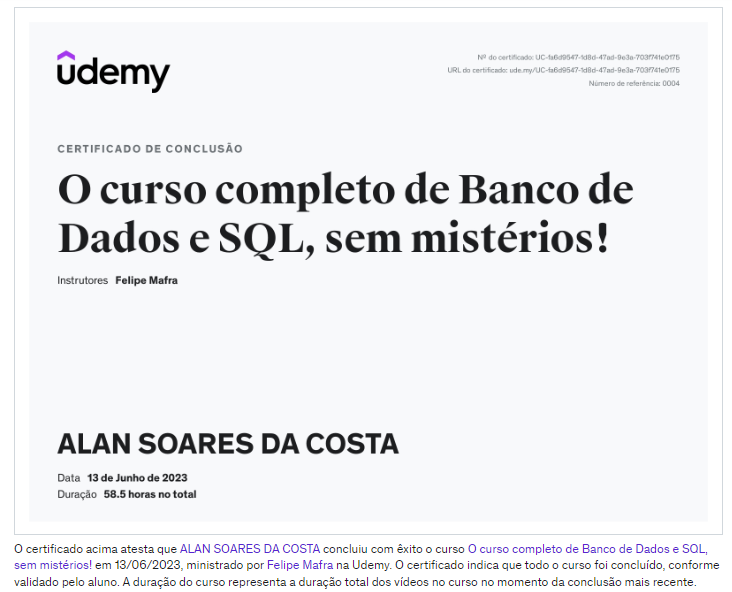 udemy
Nº do certificado: UC-fa6d9547-1d8d-47ad-9e3a-703f741e0175
URL do certificado: ude.my/UC-fa6d9547-1d8d-47ad-9e3a-703f741e0175
Número de referência: 0004
CERTIFICADO DE CONCLUSÃO
O curso completo de Banco de
Dados e SQL, sem mistérios!
Instrutores Felipe Mafra
ALAN SOARES DA COSTA
Data 13 de Junho de 2023
Duração 58.5 horas no total
O certificado acima atesta que ALAN SOARES DA COSTA concluiu com êxito o curso O curso completo de Banco de Dados e SQL,
sem mistérios! em 13/06/2023, ministrado por Felipe Mafra na Udemy. O certificado indica que todo o curso foi concluído, conforme
validado pelo aluno. A duração do curso representa a duração total dos vídeos no curso no momento da conclusão mais recente.